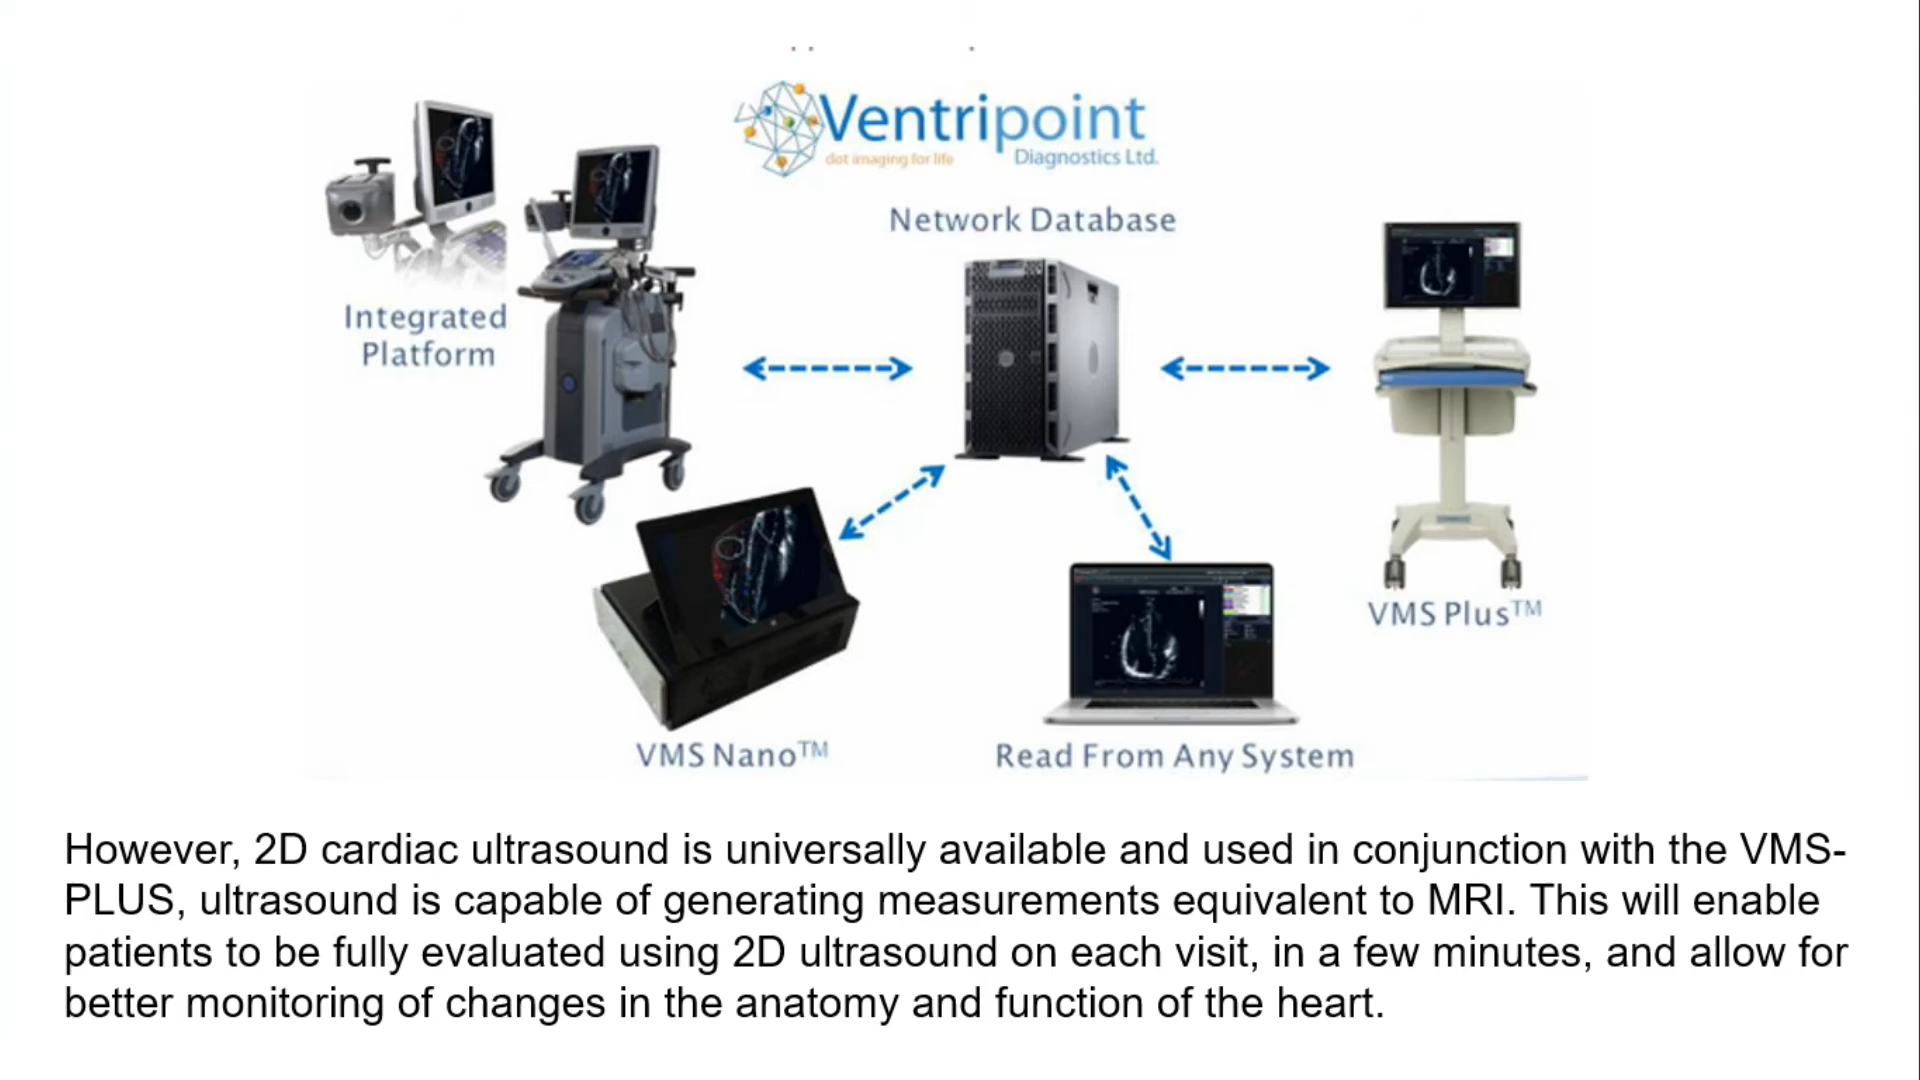 Ventripoint
dot imaging for life
Diagnostics Ltd.
Network Database
Integrated
Platform
VMS Plus™
VMS Nano™
Read From Any System
However, 2D cardiac ultrasound is universally available and used in conjunction with the VMS-
PLUS, ultrasound is capable of generating measurements equivalent to MRI. This will enable
patients to be fully evaluated using 2D ultrasound on each visit, in a few minutes, and allow for
better monitoring of changes in the anatomy and function of the heart.